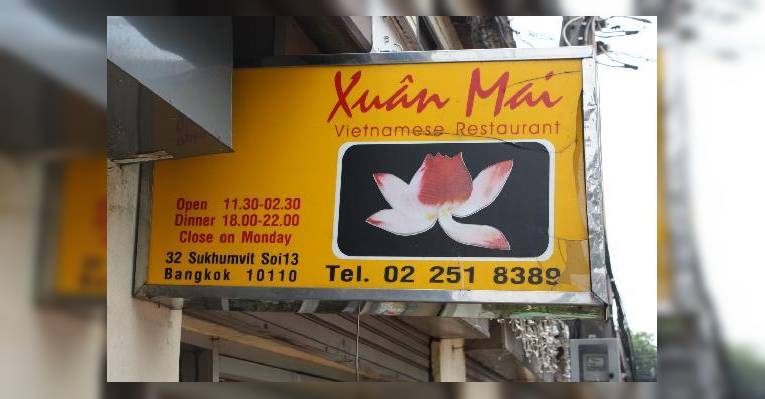 Xuân Mai
Vietnamese Restaurant
Open 11.30-02.30
Dinner 18.00-22.00
Close on Monday
32 Sukhumvit Soi13
Bangkok 10110
Tel. 02 251 8389